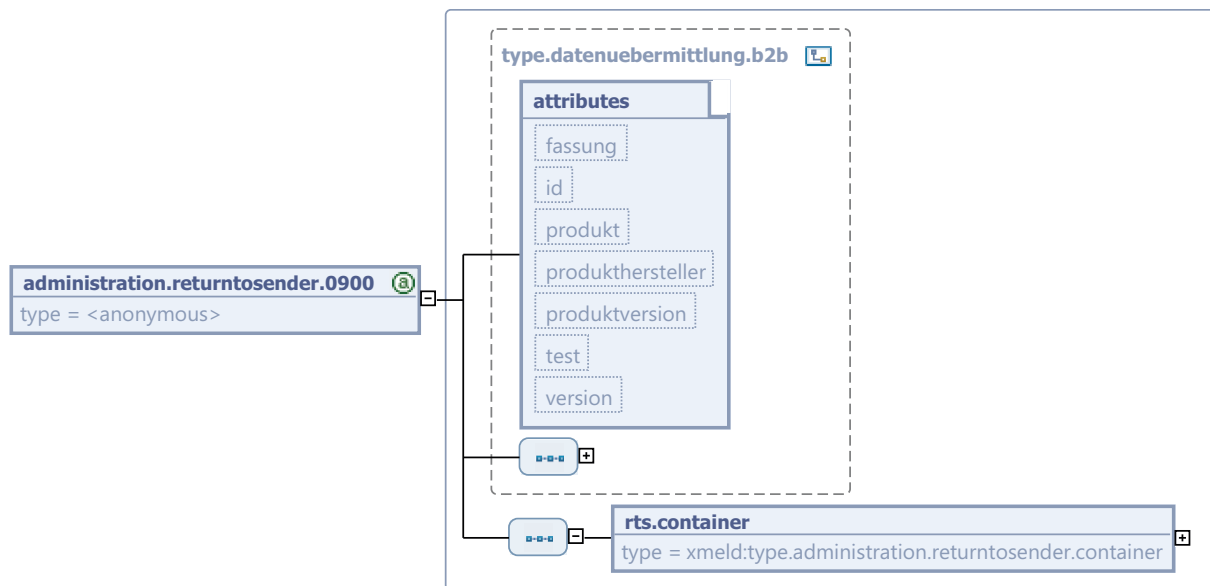 type.datenuebermittlung.b2b
attributes
fassung
id
produkt
produkthersteller
produktversion
test
version
administration.returntosender.0900 @
type = <anonymous>
rts.container
type = xmeld:type.administration.returntosender.container